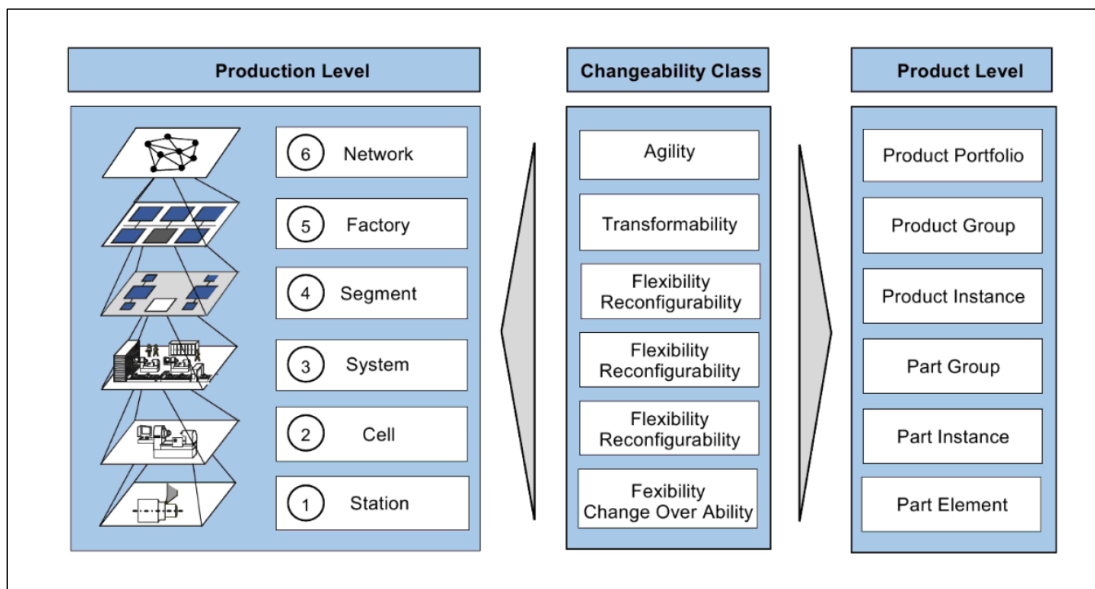 Production Level
Changeability Class
Product Level
6 Network
Agility
Product Portfolio
5 Factory
Transformability
Product Group
4 Segment
Flexibility
Reconfigurability
Product Instance
3 System
Flexibility
Reconfigurability
Part Group
2 Cell
Flexibility
Reconfigurability
Part Instance
1 Station
Fexibility
Change Over Ability
Part Element